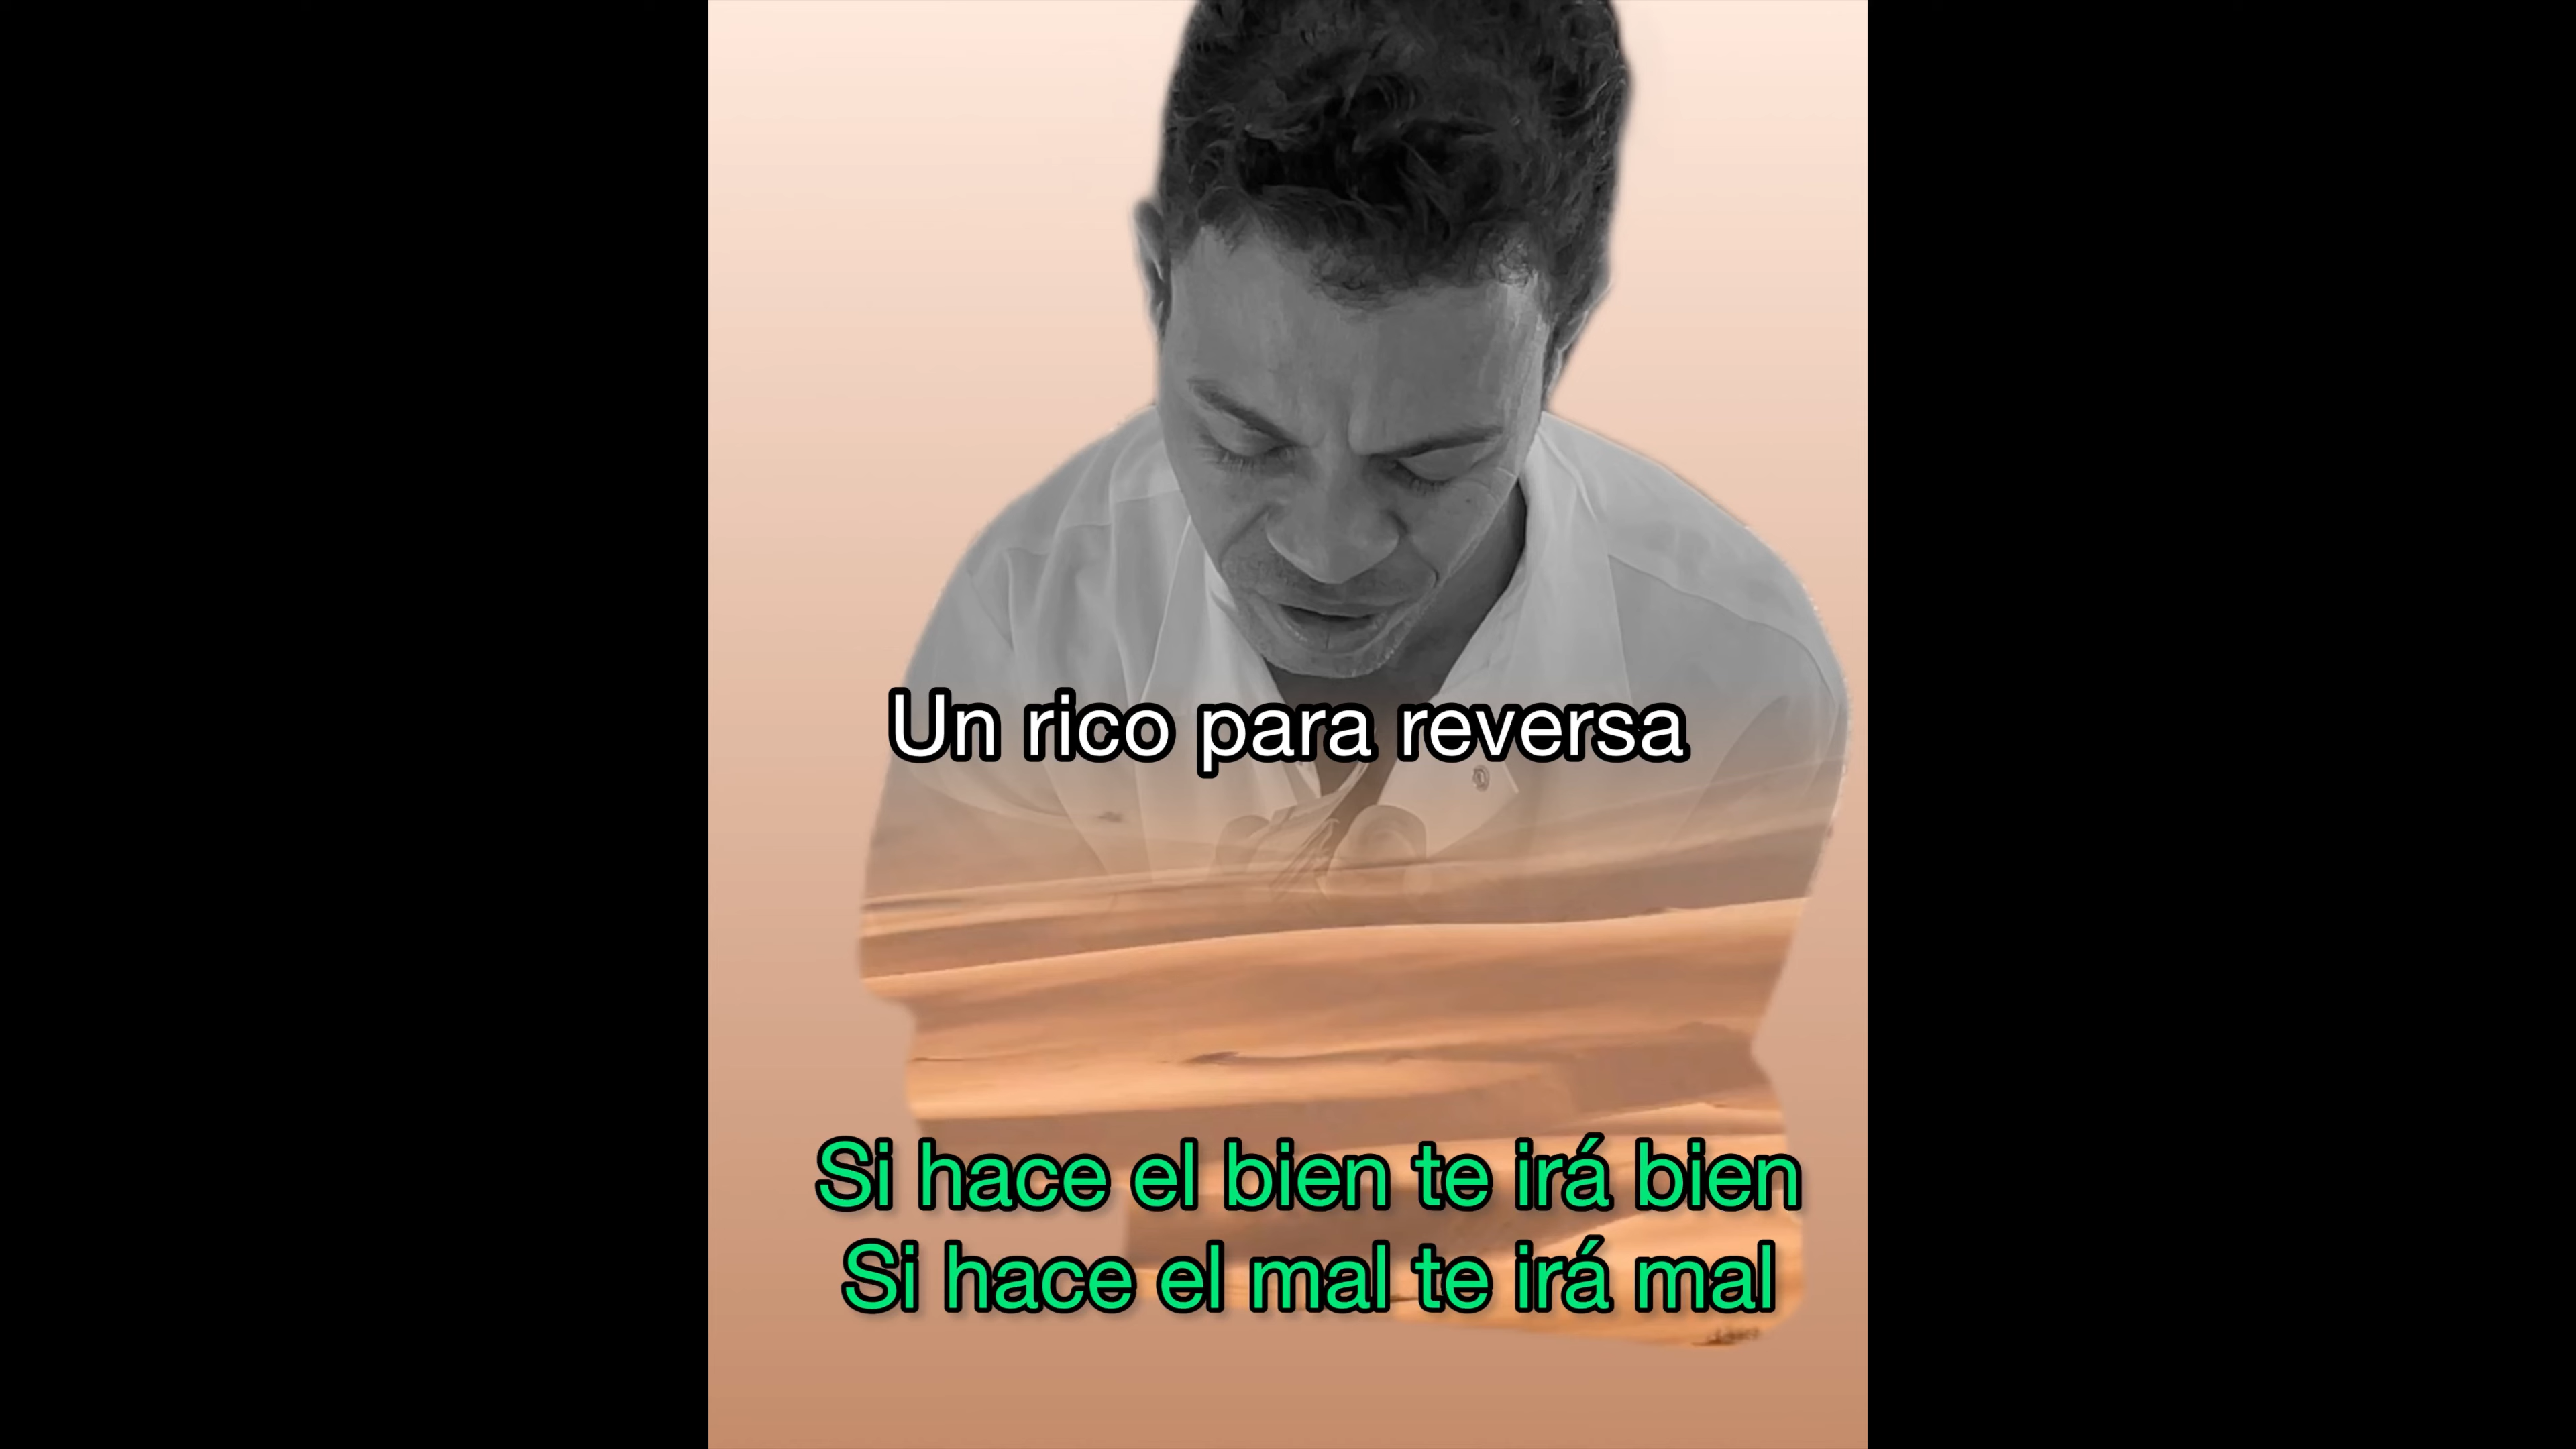 Un rico para reversa
Si hace el bien te irá bien
Si hace el mal te irá mal